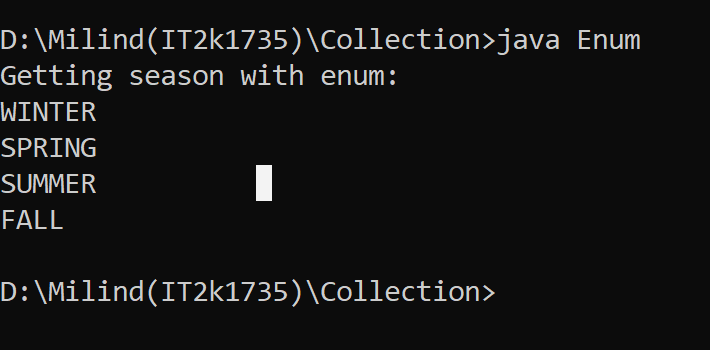 D:\Milind(IT2k1735)\Collection>java Enum
Getting season with enum:
WINTER
SPRING
SUMMER
FALL
D:\Milind(IT2k1735)\Collection>